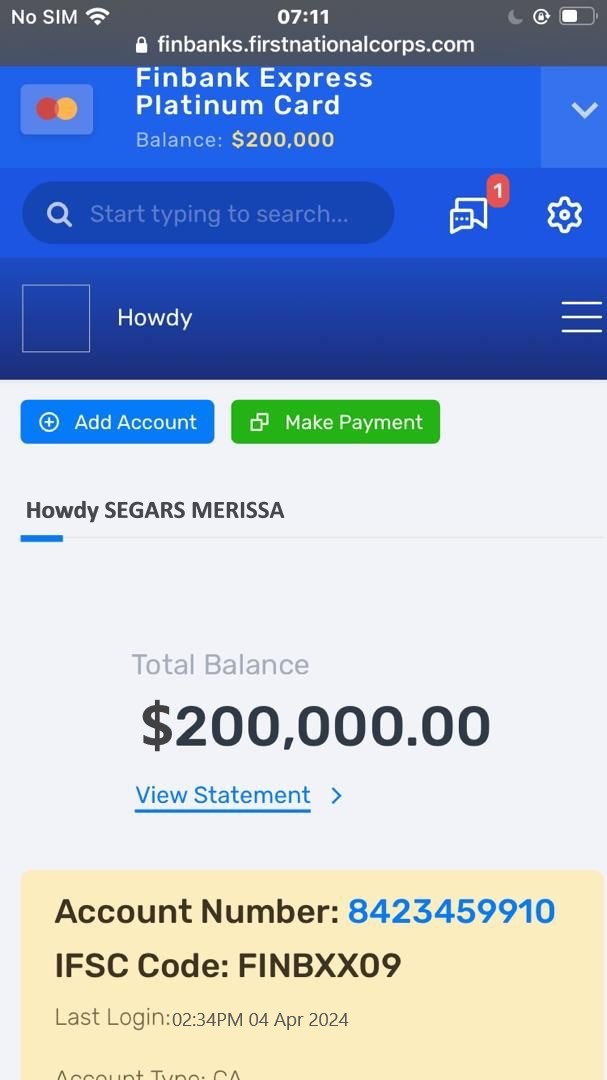 No SIM 07:11
finbanks.firstnationalcorps.com
Finbank Express
Platinum Card
Balance: $200,000
Start typing to search...
1
Howdy
Add Account Make Payment
Howdy SEGARS MERISSA
Total Balance
$200,000.00
View Statement
Account Number: 8423459910
IFSC Code: FINBXX09
Last Login:02:34PM 04 Apr 2024
Account Type: CA